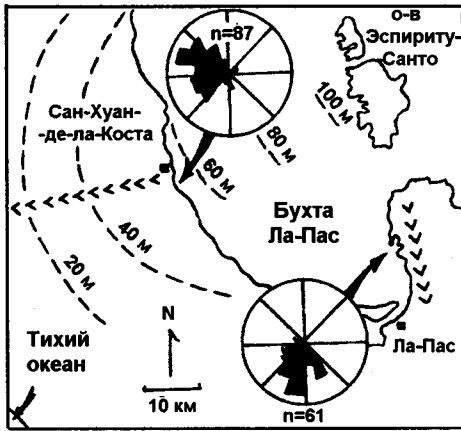 n=87
о-в
Эспириту-
Санто
Сан-Хуан-
-де-ла-Коста
100 м
80 м
60 м
Бухта
Ла-Пас
40 м
20 м
N
Тихий
океан
Ла-Пас
10 км
n=61